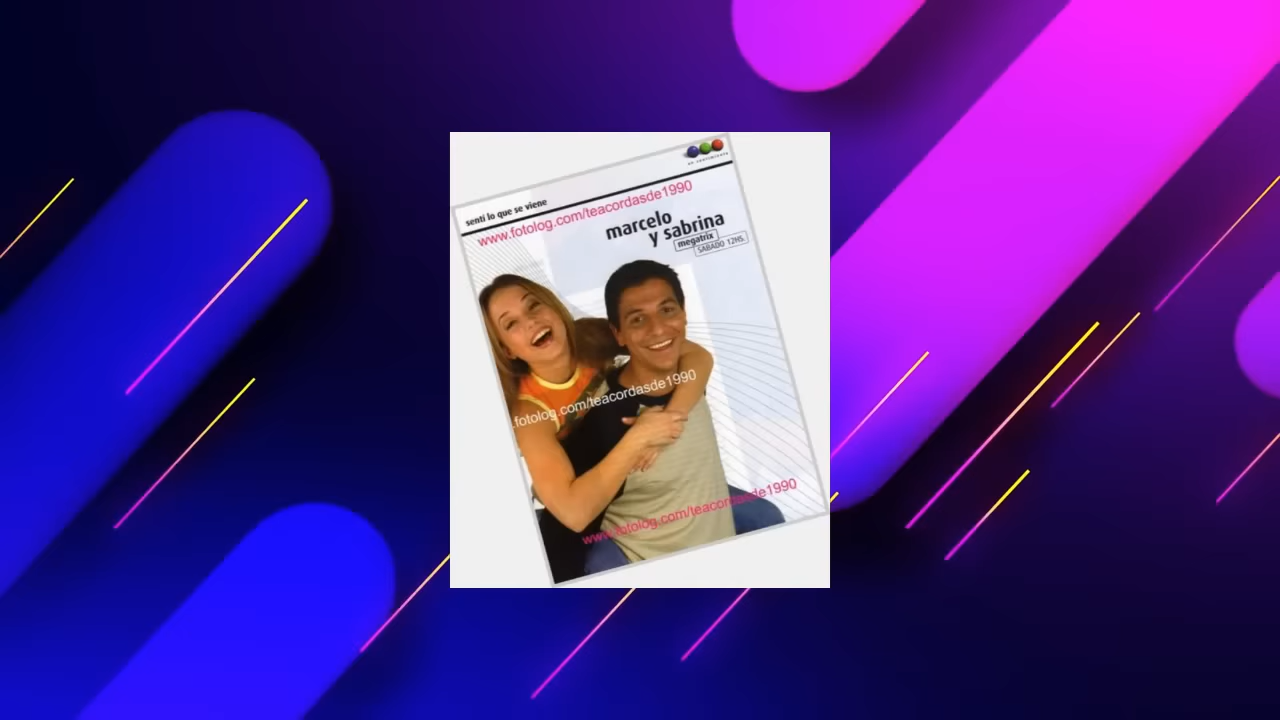 sentí lo que se viene
www.fotolog.com/teacordasde1990
marcelo
y sabrina
megatrix
SABADO 12HS.
.fotolog.com/teacordasde1990
www.fotolog.com/teacordasde1990